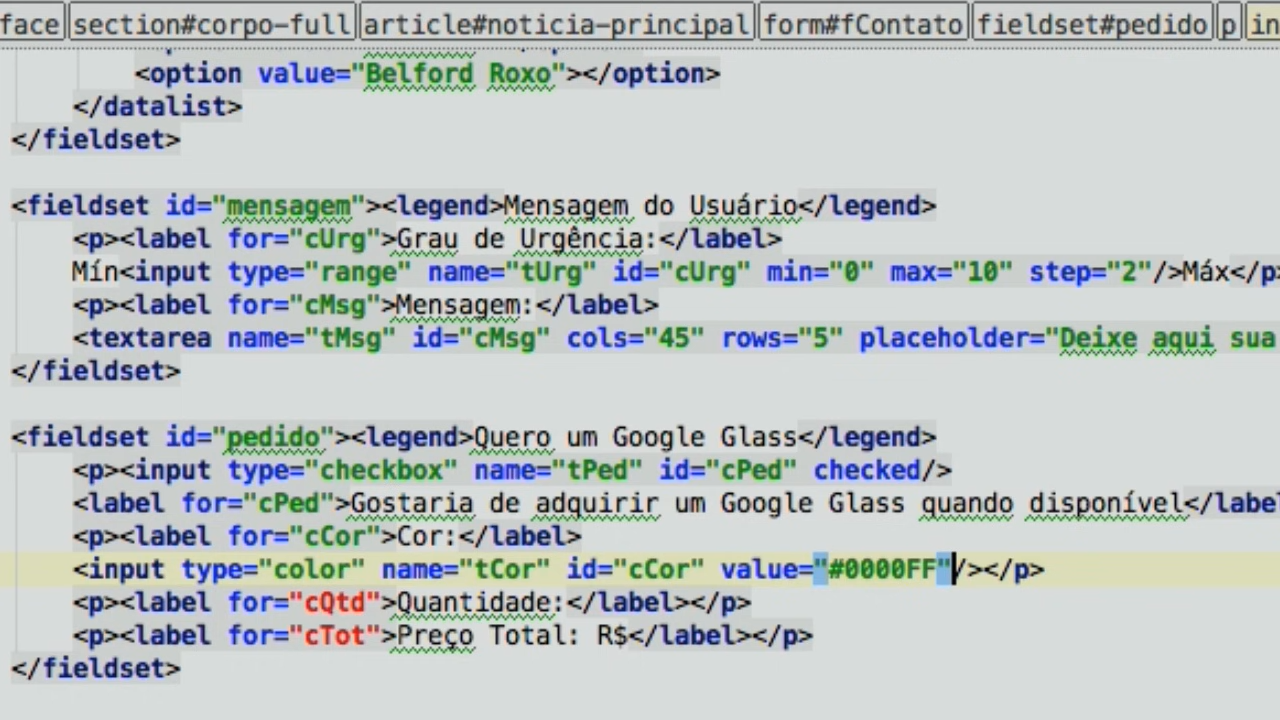 face section#corpo-full article#noticia-principal form#fContato fieldset#pedido p in
<option value="Belford Roxo"></option>
</datalist>
</fieldset>
<fieldset id="mensagem"><legend>Mensagem do Usuário</legend>
<p><label for="cUrg">Grau de Urgência:</label>
Mín<input type="range" name="tUrg" id="cUrg" min="0" max="10" step="2"/>Máx</p
<p><label for="cMsg">Mensagem:</label>
<textarea name="tMsg" id="cMsg" cols="45" rows="5" placeholder="Deixe aqui sua
</fieldset>
<fieldset id="pedido"><legend>Quero um Google Glass</legend>
<p><input type="checkbox" name="tPed" id="cPed" checked/>
<label for="cPed">Gostaria de adquirir um Google Glass quando disponível</labe
<p><label for="cCor">Cor:</label>
<input type="color" name="tCor" id="cCor" value="#0000FF"/></p>
<p><label for="cQtd">Quantidade:</label></p>
<p><label for="cTot">Preço Total: R$</label></p>
</fieldset>